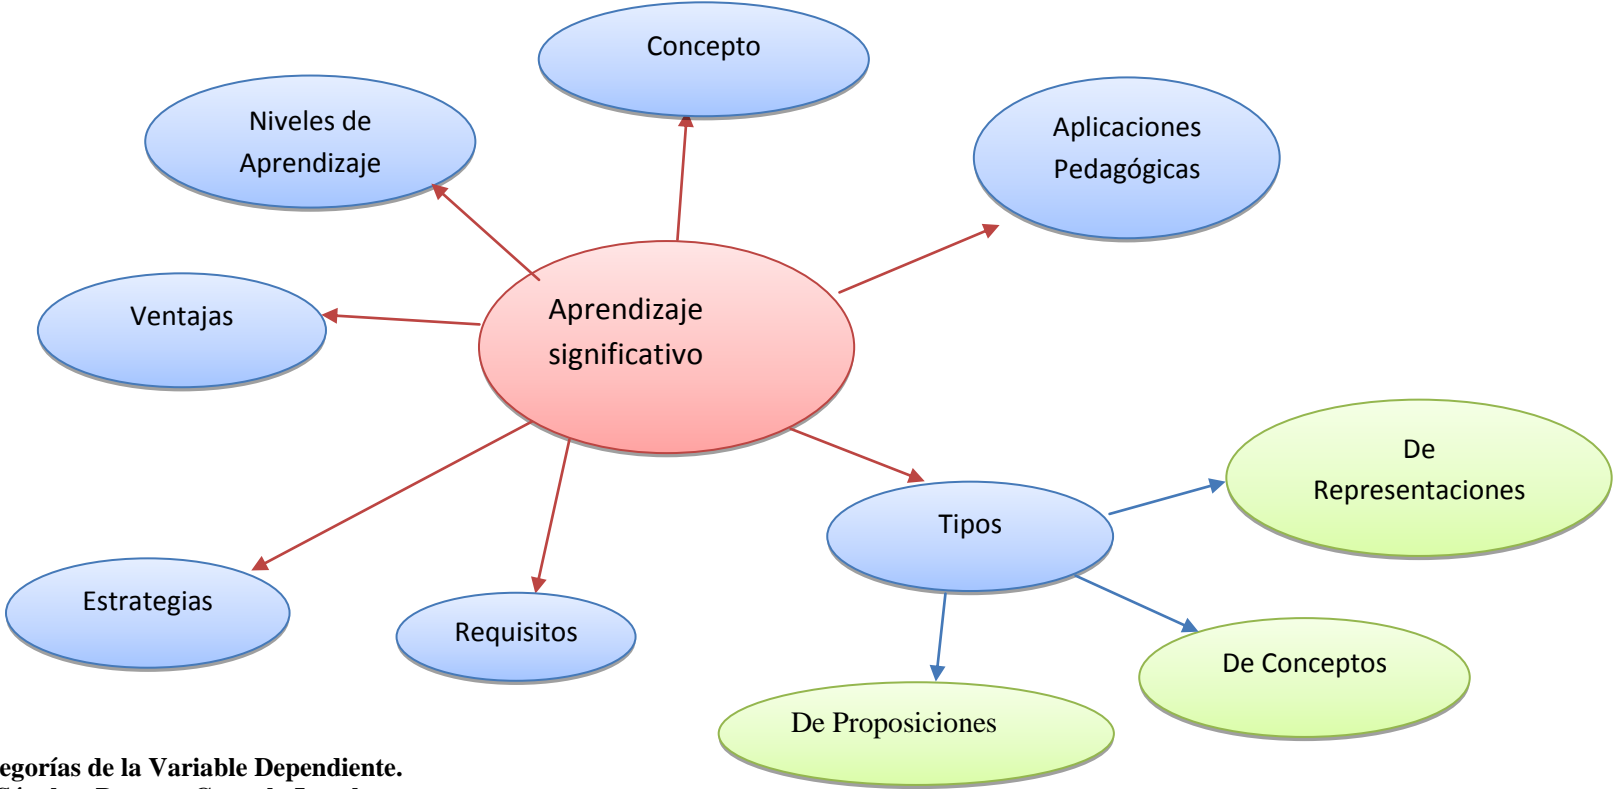 Concepto
Niveles de
Aprendizaje
Aplicaciones
Pedagógicas
Ventajas
Aprendizaje
significativo
De
Representaciones
Tipos
Estrategias
Requisitos
De Conceptos
De Proposiciones
de la Variable Dependiente.